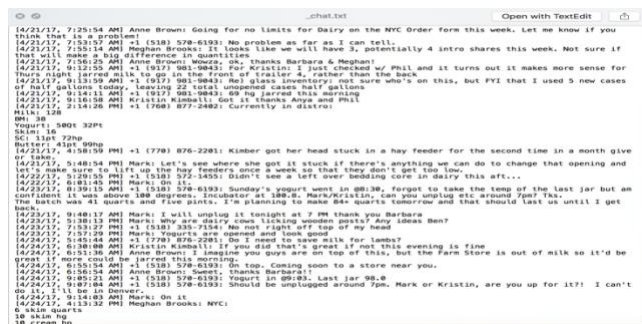 _chat.txt
Open with TextEdit
[4/21/17, 7:25:54 AM] Anne Brown: Going for no limits for Dairy on the NYC Order form this week. Let me know if you
think that is a problem!
[4/21/17, 7:53:57 AM] +1 (518) 570-6193: No problem as far as I can tell.
[4/21/17, 7:55:14 AM] Meghan Brooks: It looks like we will have 3, potentially 4 intro shares this week. Not sure if
that will make a big difference in quantities
[4/21/17, 7:56:25 AM] Anne Brown: Wowza, ok, thanks Barbara & Meghan!
[4/21/17, 9:12:55 AM] +1 (917) 981-9043: For Kristin: I just checked w/ Phil and it turns out it makes more sense for
Thurs night jarred milk to go in the front of trailer 4, rather than the back
[4/21/17, 9:13:59 AM] +1 (917) 981-9043: Re) glass inventory: not sure who's on this, but FYI that I used 5 new cases
of half gallons today, leaving 22 total unopened cases half gallons
[4/21/17, 9:14:11 AM] +1 (917) 981-9043: 69 hg jarred this morning
[4/21/17, 9:16:58 AM] Kristin Kimball: Got it thanks Anya and Phil
[4/21/17, 2:14:26 PM] +1 (760) 877-2402: Currently in distro:
Milk: 128
BM: 38
Yogurt: 50Qt 32Pt
Skim: 16
SC: 11pt 72hp
Butter: 41pt 90hp
[4/21/17, 4:50:59 PM] +1 (770) 876-2201: Kimber got her head stuck in a hay feeder for the second time in a month give
or take.
[4/21/17, 5:48:54 PM] Mark: Let's see where she got it stuck if there's anything we can do to change that opening and
let's make sure to lift up the hay feeders once a week so that they don't get too low.
[4/22/17, 5:29:55 PM] +1 (518) 572-1451: Didn't see a left over bedding core in dairy this aft...
[4/22/17, 6:01:45 PM] Mark: On it.
[4/23/17, 8:39:15 AM] +1 (518) 570-6193: Sunday's yogurt went in @8:30, forgot to take the temp of the last jar but am
confident it was above 100 degrees. Incubator at 100.0. Mark/Kristin, can you unplug etc around 7pm? Tks.
The batch was 41 quarts and five pints. I'm planning to make 84+ quarts tomorrow and that should last us until I get
back.
[4/23/17, 9:40:17 AM] Mark: I will unplug it tonight at 7 PM thank you Barbara
[4/23/17, 5:38:13 PM] Mark: Why are dairy cows licking wooden posts? Any ideas Ben?
[4/23/17, 7:53:27 PM] +1 (518) 335-7154: No not right off top of my head
[4/23/17, 7:57:29 PM] Mark: Yogurts are opened and look good
[4/24/17, 5:45:44 AM] +1 (770) 876-2201: Do I need to save milk for lambs?
[4/24/17, 6:30:00 AM] Kristin Kimball: If you did that's great if not this evening is fine
[4/24/17, 6:51:36 AM] Anne Brown: I imagine you guys are on top of this, but the Farm Store is out of milk so it'd be
great if more could be jarred this morning.
[4/24/17, 6:55:54 AM] +1 (518) 570-6193: On top. Coming soon to a store near you.
[4/24/17, 6:56:54 AM] Anne Brown: Sweet, thanks Barbara!!
[4/24/17, 9:05:21 AM] +1 (518) 570-6193: Yogurt in @9:03. Last jar 98.0
[4/24/17, 9:07:04 AM] +1 (518) 570-6193: Should be unplugged around 7pm. Mark or Kristin, are you up for it?! I can't
do it, I'll be in Denver.
[4/24/17, 9:14:03 AM] Mark: On it
[4/24/17, 4:13:32 PM] Meghan Brooks: NYC:
6 skim quarts
10 skim hg
10 cream hp